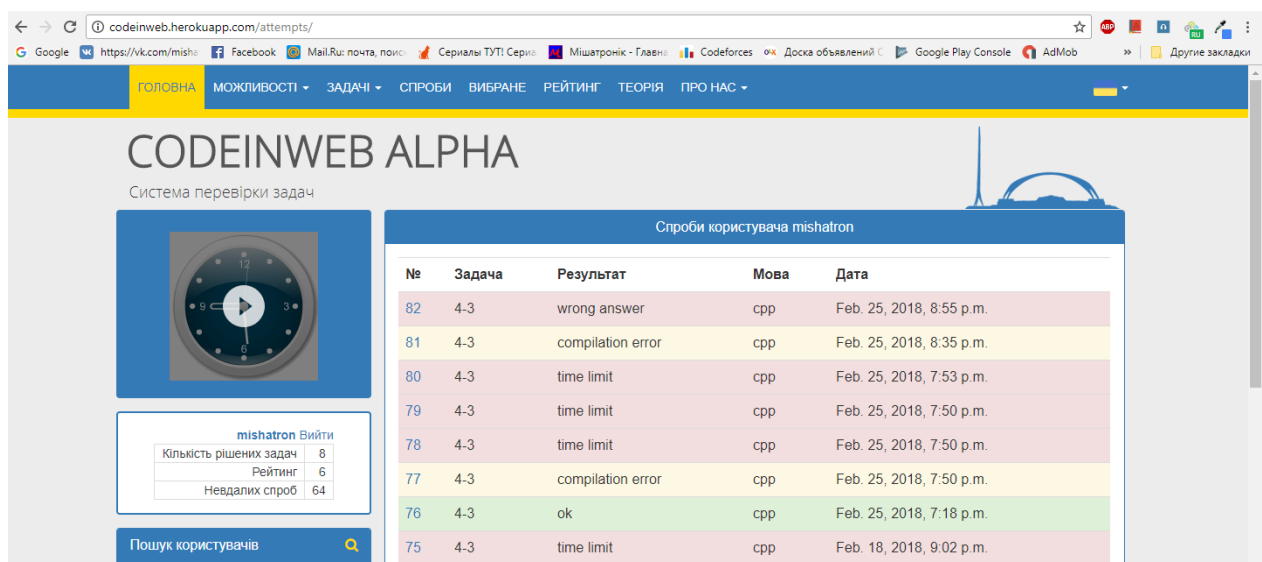 codeinweb.herokuapp.com/attempts/
ABP
RU
Google https://vk.com/misha Facebook Mail.Ru: почта, поис Сериалы ТУТ! Сериа Мішатронік - Главна Codeforces Доска объявлений О Google Play Console AdMob » Другие закладки
ГОЛОВНА МОЖЛИВОСТІ ЗАДАЧІ СПРОБИ ВИБРАНЕ РЕЙТИНГ ТЕОРІЯ ПРО НАС
CODEINWEB ALPHA
Система перевірки задач
12
9 3
6
mishatron Вийти
Кількість рішених задач 8
Рейтинг 6
Невдалих спроб 64
Пошук користувачів
Спроби користувача mishatron
№ Задача Результат Мова Дата
82 4-3 wrong answer cpp Feb. 25, 2018, 8:55 p.m.
81 4-3 compilation error cpp Feb. 25, 2018, 8:35 p.m.
80 4-3 time limit cpp Feb. 25, 2018, 7:53 p.m.
79 4-3 time limit cpp Feb. 25, 2018, 7:50 p.m.
78 4-3 time limit cpp Feb. 25, 2018, 7:50 p.m.
77 4-3 compilation error cpp Feb. 25, 2018, 7:50 p.m.
76 4-3 ok cpp Feb. 25, 2018, 7:18 p.m.
75 4-3 time limit cpp Feb. 18, 2018, 9:02 p.m.